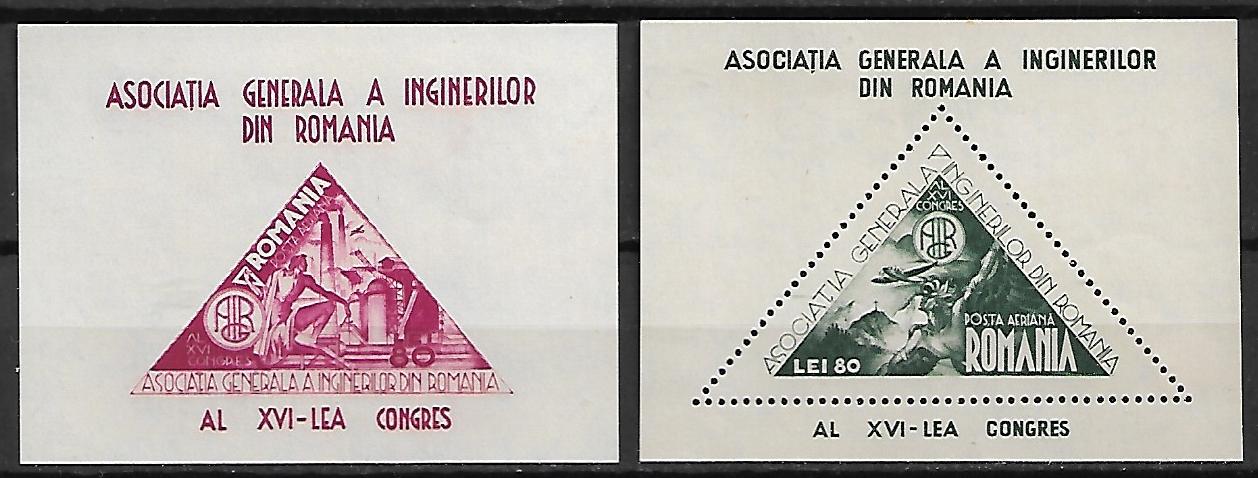 ASOCIAȚIA GENERALA A INGINERILOR
DIN ROMANIA
ROMANIA
POSTA AERIANA
AGIR
AL
XVI
CONGRES
80
ASOCIAȚIA GENERALA A INGINERILOR DIN ROMANIA
AL XVI-LEA CONGRES
ASOCIAȚIA GENERALA A INGINERILOR
DIN ROMANIA
ASOCIAȚIA GENERALA A INGINERILOR DIN ROMANIA
AL
XVI
CONGRES
AGIR
POSTA AERIANA
LEI 80 ROMANIA
AL XVI-LEA CONGRES